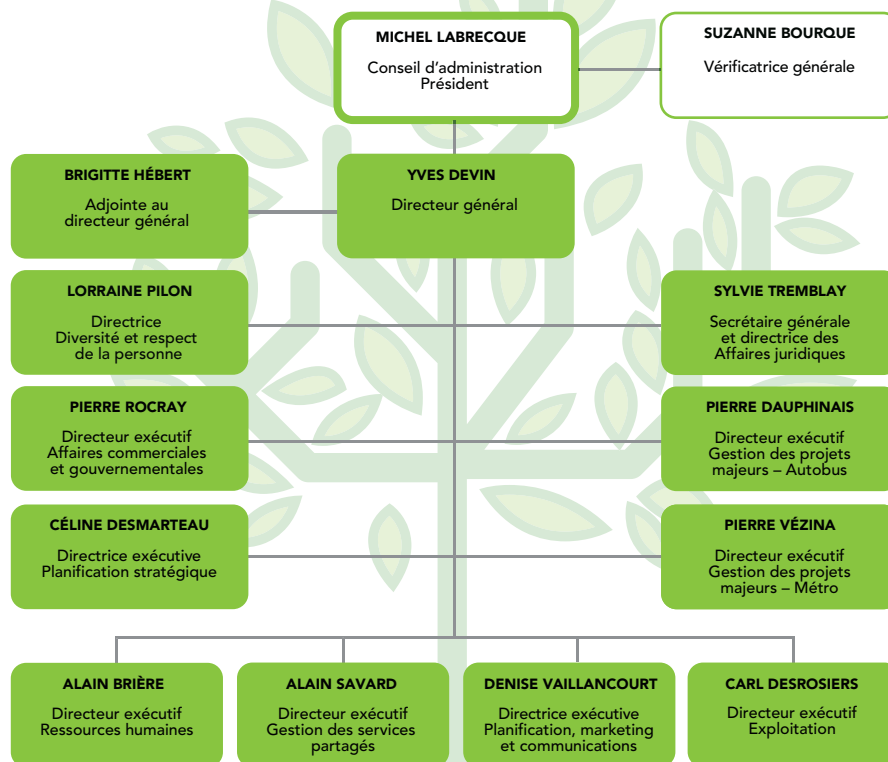 MICHEL LABRECQUE
Conseil d'administration
Président
SUZANNE BOURQUE
Vérificatrice générale
BRIGITTE HÉBERT
Adjointe au
directeur général
YVES DEVIN
Directeur général
LORRAINE PILON
Directrice
Diversité et respect
de la personne
SYLVIE TREMBLAY
Secrétaire générale
et directrice des
Affaires juridiques
PIERRE ROCRAY
Directeur exécutif
Affaires commerciales
et gouvernementales
PIERRE DAUPHINAIS
Directeur exécutif
Gestion des projets
majeurs – Autobus
CÉLINE DESMARTEAU
Directrice exécutive
Planification stratégique
PIERRE VÉZINA
Directeur exécutif
Gestion des projets
majeurs – Métro
ALAIN BRIÈRE
Directeur exécutif
Ressources humaines
ALAIN SAVARD
Directeur exécutif
Gestion des services
partagés
DENISE VAILLANCOURT
Directrice exécutive
Planification, marketing
et communications
CARL DESROSIERS
Directeur exécutif
Exploitation